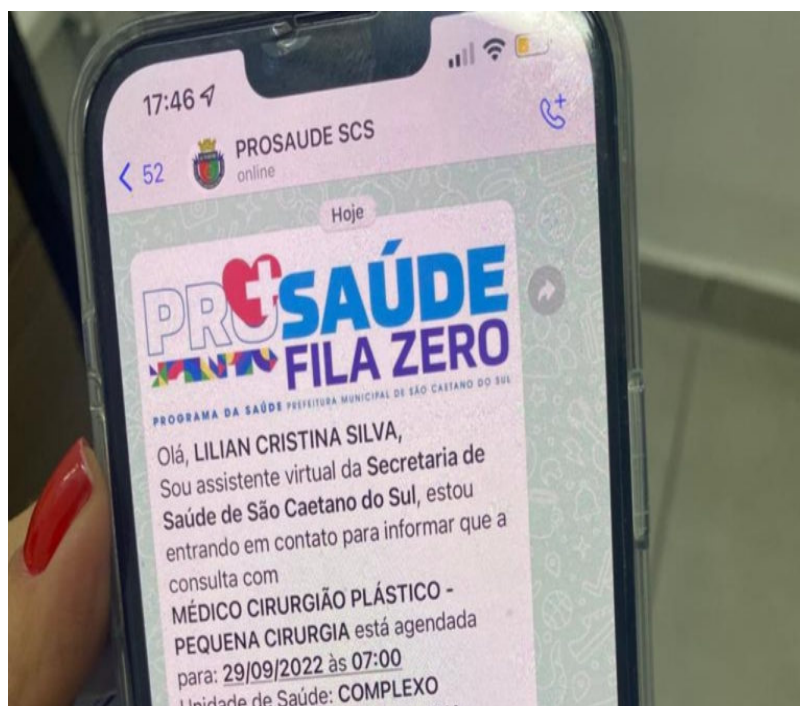 17:46
52
PROSAUDE SCS
online
Hoje
PROSAÚDE
FILA ZERO
PROGRAMA DA SAÚDE PREFEITURA MUNICIPAL DE SÃO CAETANO DO SUL
Olá, LILIAN CRISTINA SILVA,
Sou assistente virtual da Secretaria de
Saúde de São Caetano do Sul, estou
entrando em contato para informar que a
consulta com
MÉDICO CIRURGIÃO PLÁSTICO -
PEQUENA CIRURGIA está agendada
para: 29/09/2022 às 07:00
Unidade de Saúde: COMPLEXO